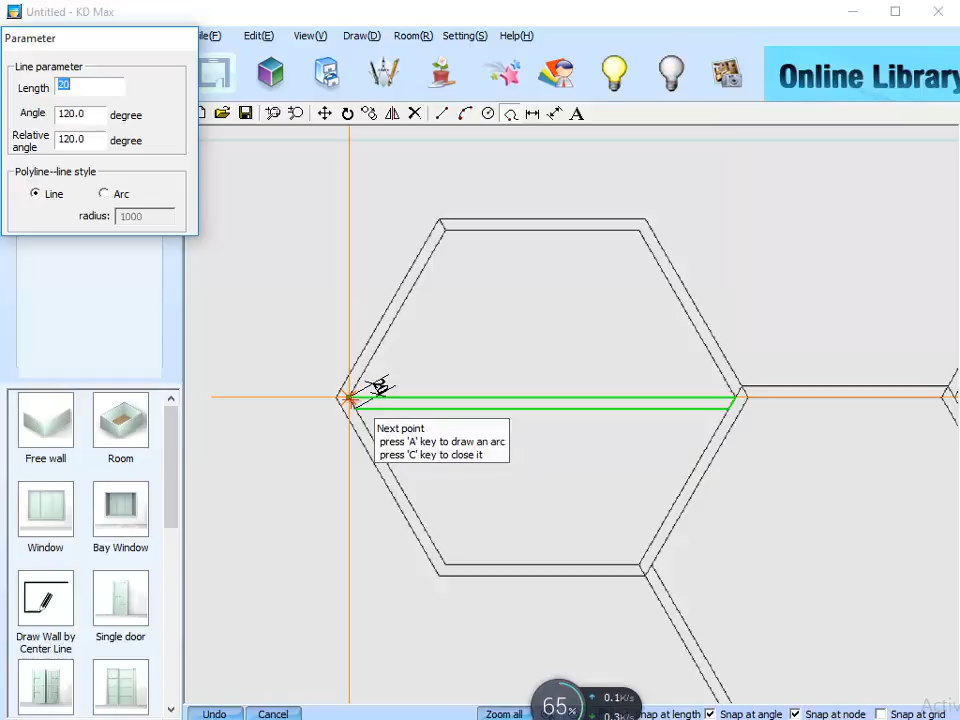 Untitled - KD Max
Parameter
ile(F) Edit(E) View(V) Draw(D) Room(R) Setting(S) Help(H)
Line parameter
Length 20
Angle 120.0 degree
Relative angle 120.0 degree
Polyline--line style
Line Arc
radius: 1000
Online Library
A
20
Next point
press 'A' key to draw an arc
press 'C' key to close it
Free wall Room
Window Bay Window
Draw Wall by Center Line Single door
Undo Cancel Zoom all 65% 0.1K/s 0.3K/s nap at length Snap at angle Snap at node Snap at grid
Activ